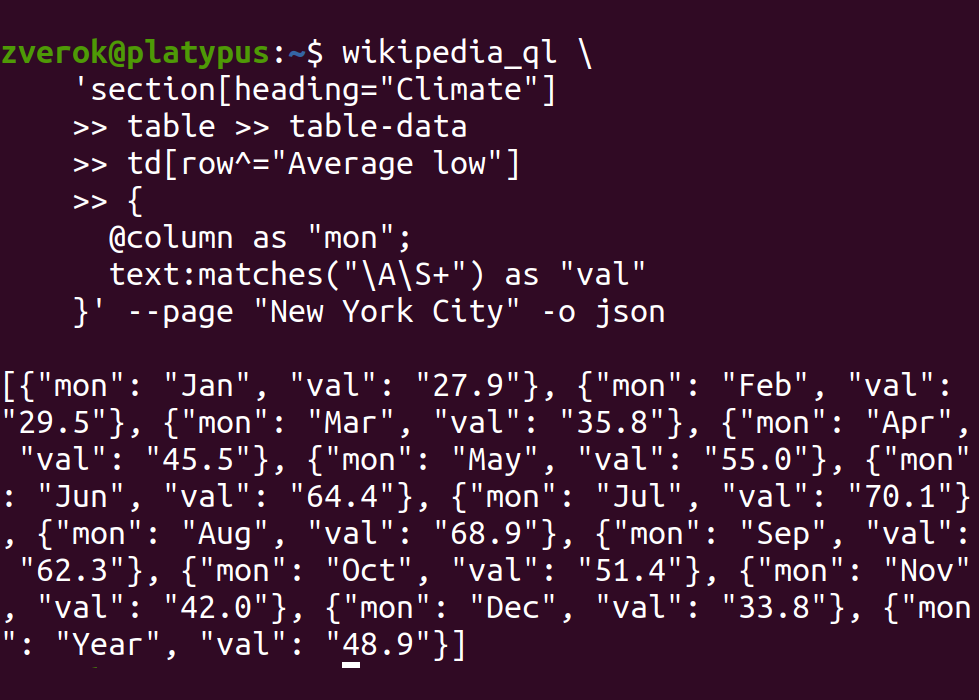 zverok@platypus:~$ wikipedia_ql \
    'section[heading="Climate"]
    >> table >> table-data
    >> td[row^="Average low"]
    >> {
      @column as "mon";
      text:matches("\A\S+") as "val"
    }' --page "New York City" -o json

[{"mon": "Jan", "val": "27.9"}, {"mon": "Feb", "val":
"29.5"}, {"mon": "Mar", "val": "35.8"}, {"mon": "Apr",
 "val": "45.5"}, {"mon": "May", "val": "55.0"}, {"mon"
: "Jun", "val": "64.4"}, {"mon": "Jul", "val": "70.1"}
, {"mon": "Aug", "val": "68.9"}, {"mon": "Sep", "val":
 "62.3"}, {"mon": "Oct", "val": "51.4"}, {"mon": "Nov"
, "val": "42.0"}, {"mon": "Dec", "val": "33.8"}, {"mon
": "Year", "val": "48.9"}]